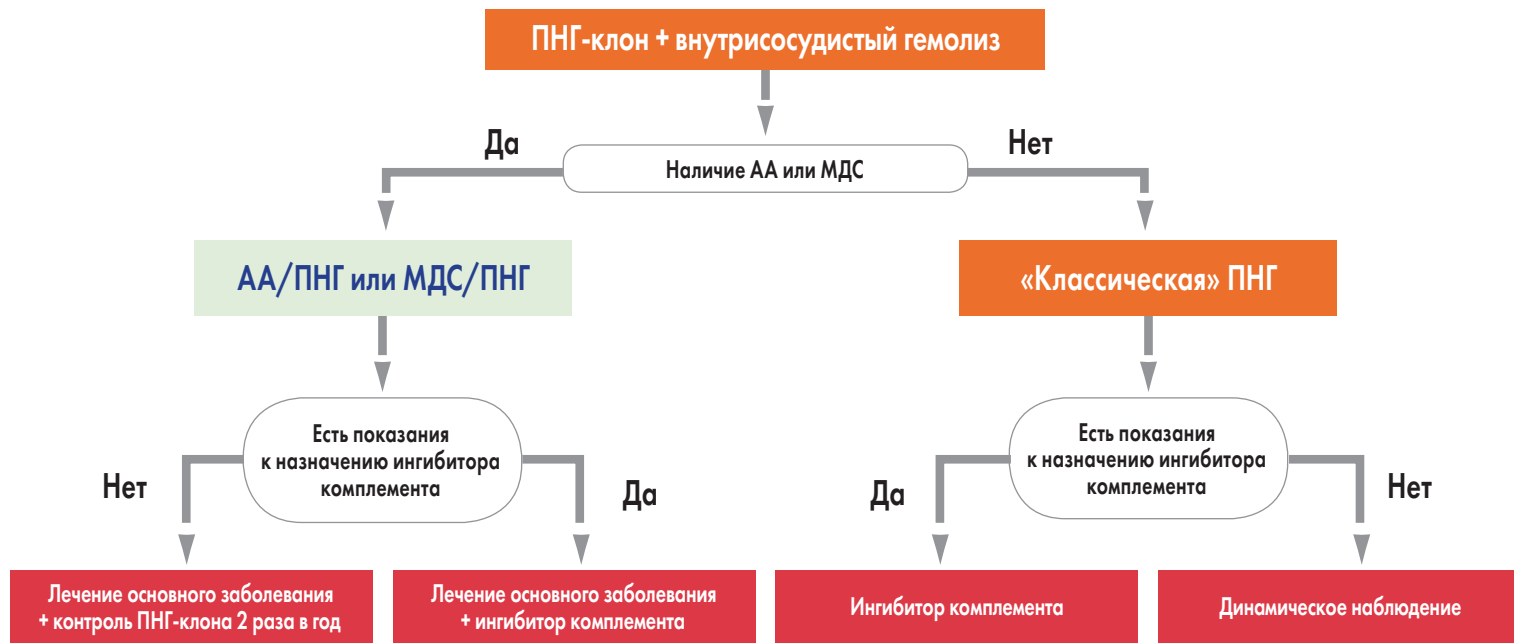 ПНГ-клон + внутрисосудистый гемолиз
Да
Наличие АА или МДС
Нет
АА/ПНГ или МДС/ПНГ
«Классическая» ПНГ
Есть показания
к назначению ингибитора
комплемента
Есть показания
к назначению ингибитора
комплемента
Нет
Да
Да
Нет
Лечение основного заболевания
+ контроль ПНГ-клона 2 раза в год
Лечение основного заболевания
+ ингибитор комплемента
Ингибитор комплемента
Динамическое наблюдение